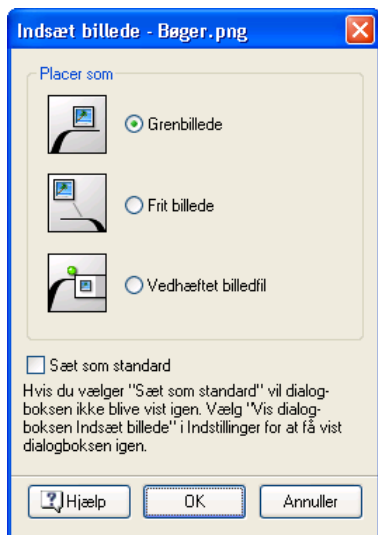 Indsæt billede - Bøger.png
Placer som
Grenbillede
Frit billede
Vedhæftet billedfil
Sæt som standard
Hvis du vælger "Sæt som standard" vil dialog-
boksen ikke blive vist igen. Vælg "Vis dialog-
boksen Indsæt billede" i Indstillinger for at få vist
dialogboksen igen.
Hjælp
OK
Annuller